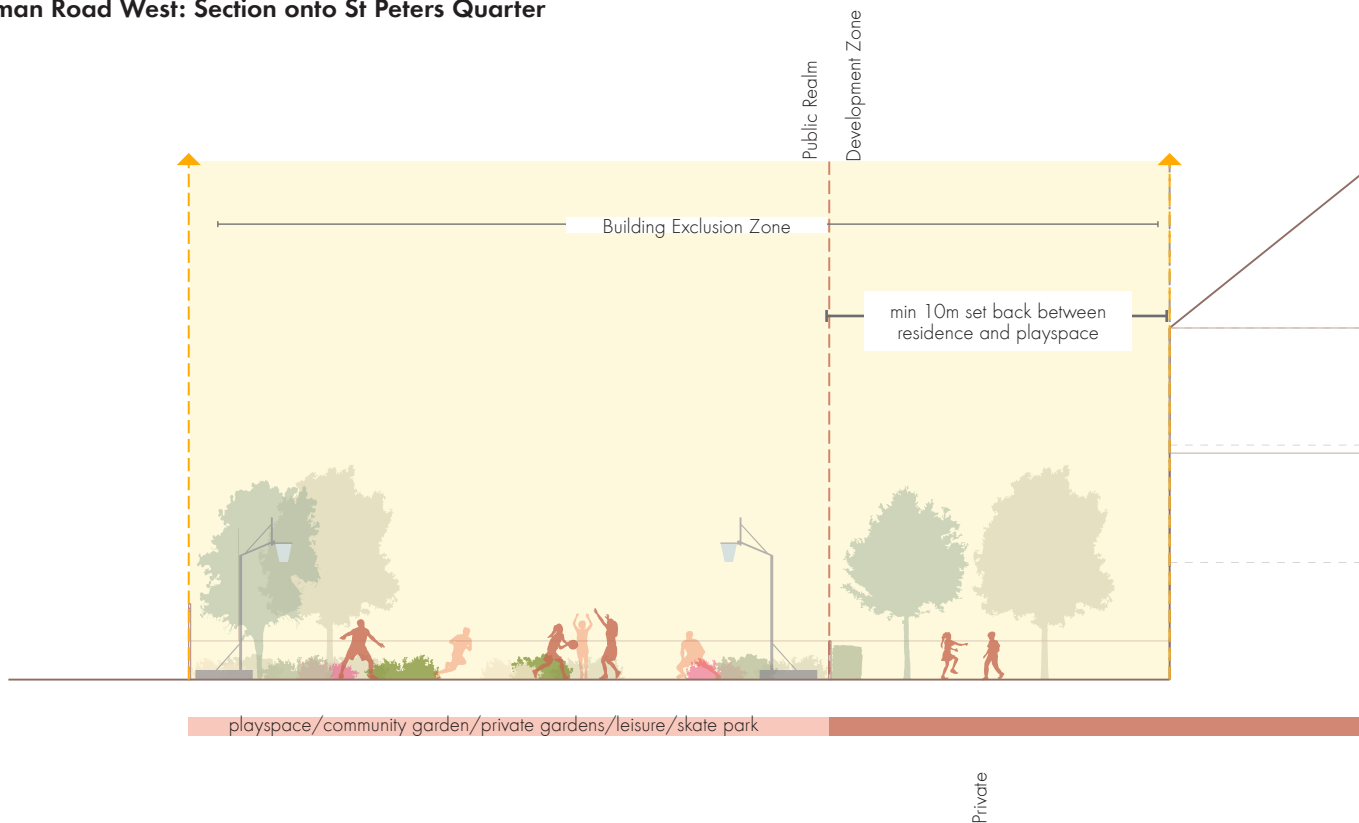 man Road West: Section onto St Peters Quarter
Public Realm
Development Zone
Building Exclusion Zone
min 10m set back between
residence and playspace
playspace/community garden/private gardens/leisure/skate park
Private